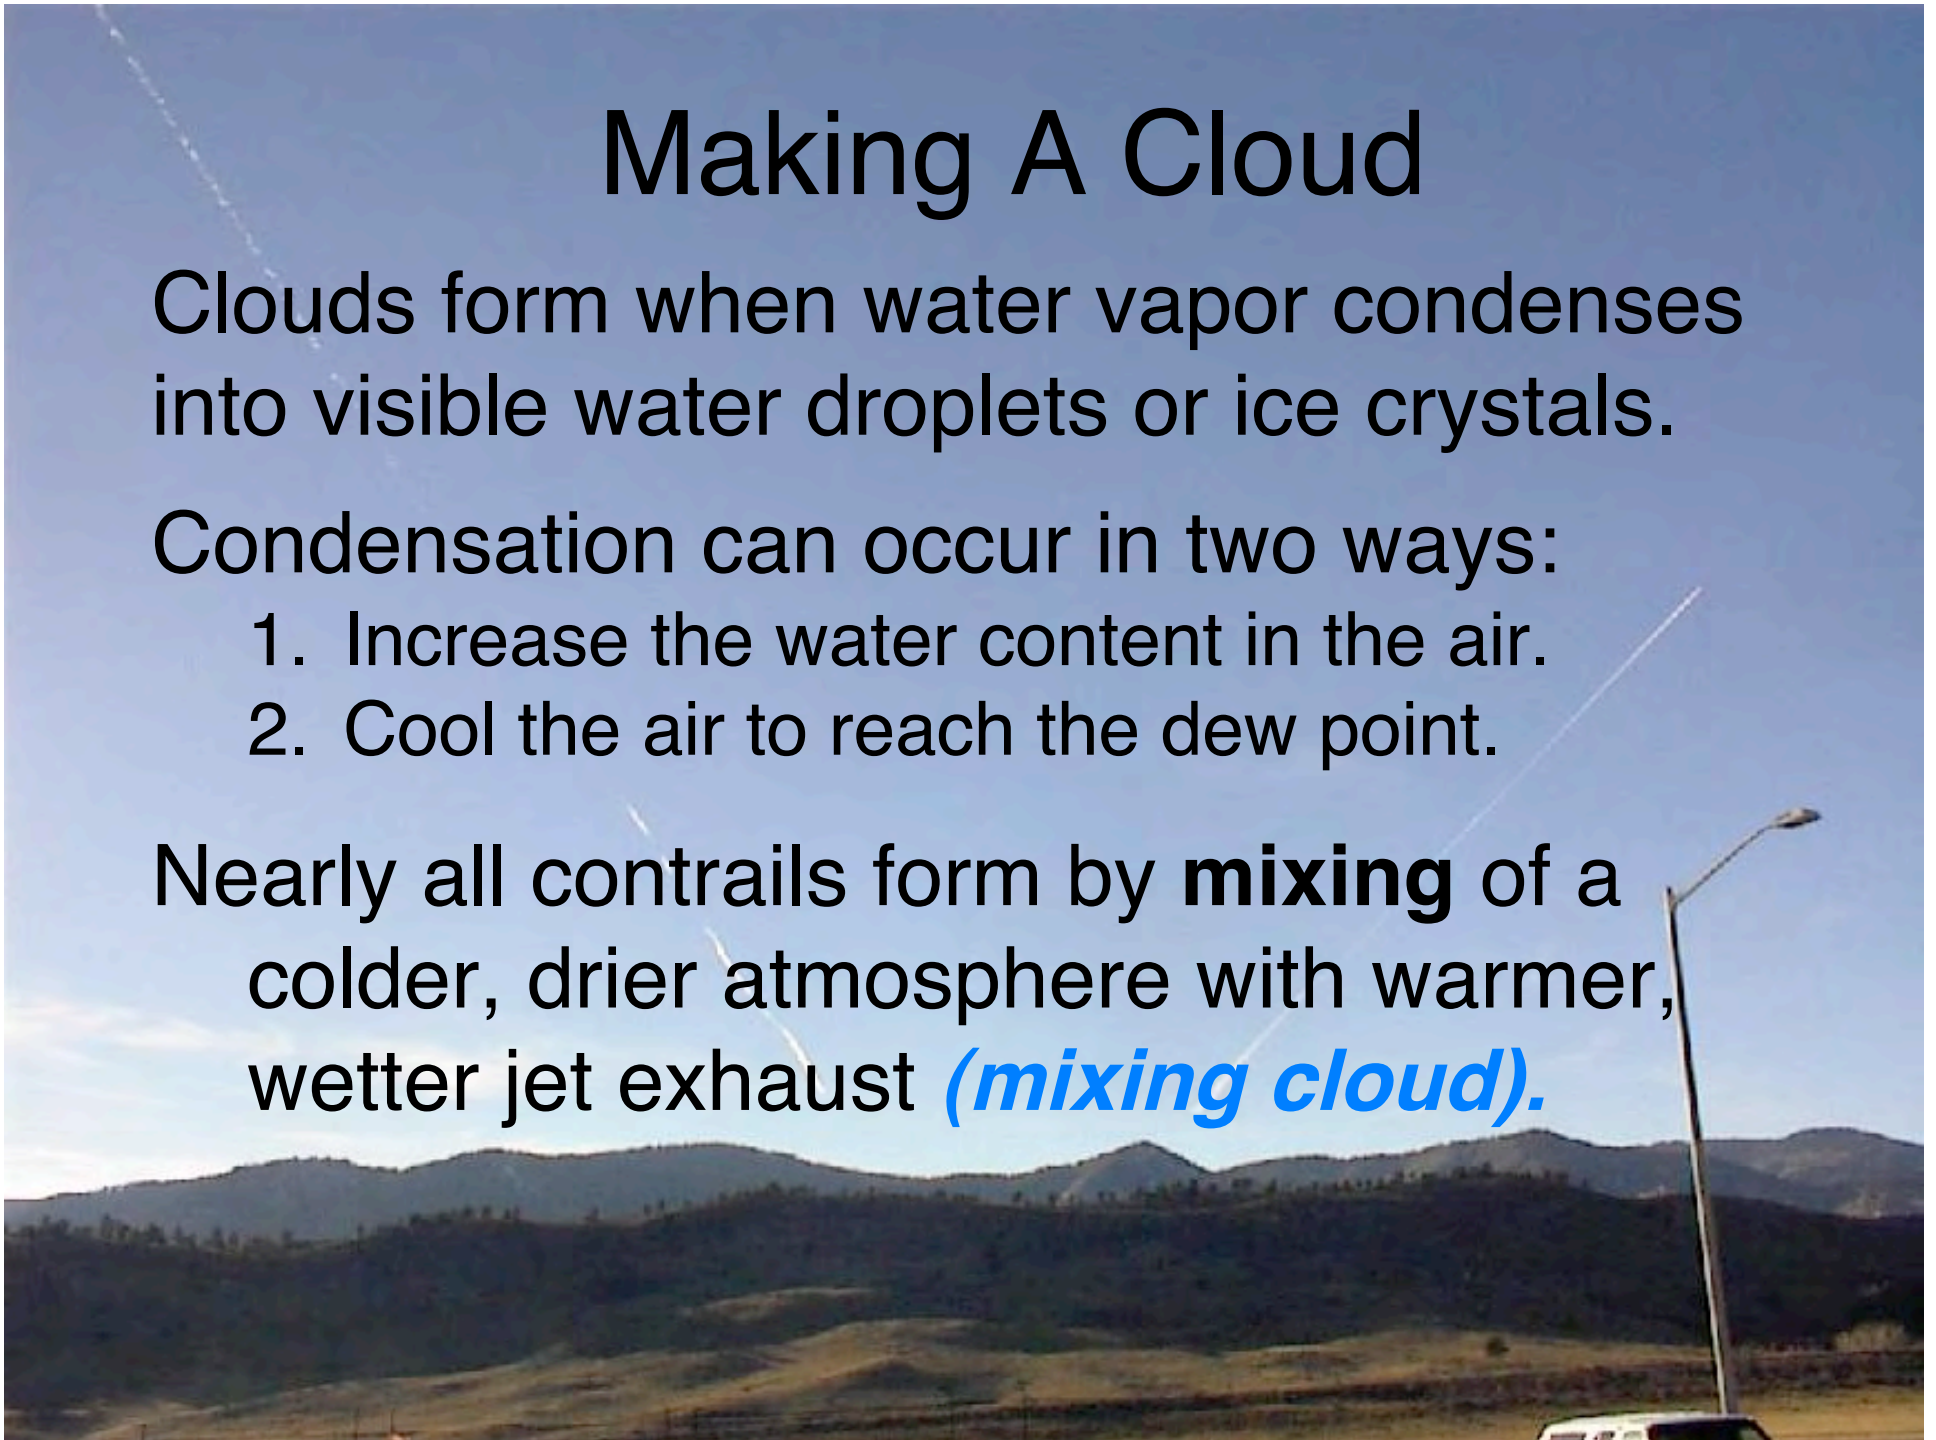 Making A Cloud
Clouds form when water vapor condenses
into visible water droplets or ice crystals.
Condensation can occur in two ways:
1. Increase the water content in the air.
2. Cool the air to reach the dew point.
Nearly all contrails form by mixing of a
colder, drier atmosphere with warmer,
wetter jet exhaust (mixing cloud).